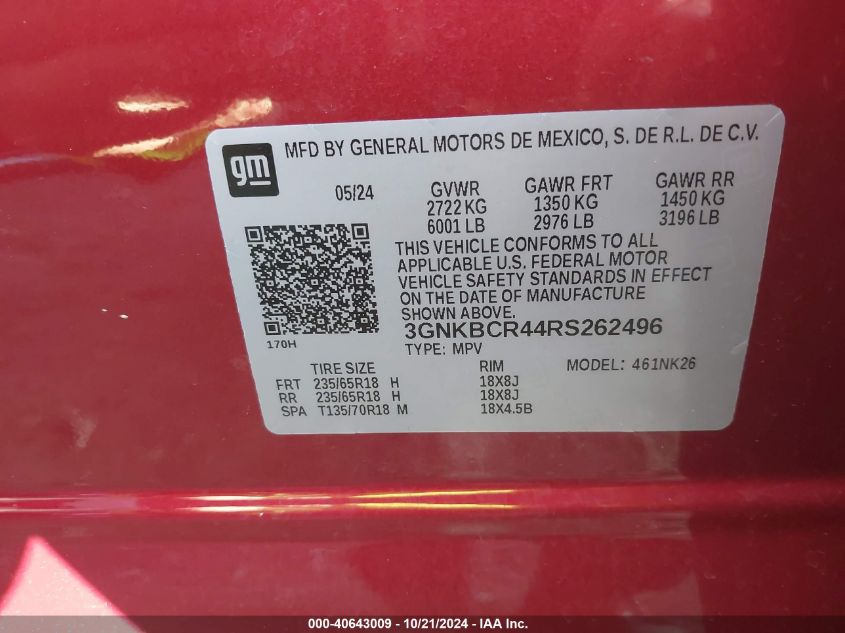 gm MFD BY GENERAL MOTORS DE MEXICO, S. DE R.L. DE C.V.
05/24 GVWR GAWR FRT GAWR RR
2722 KG 1350 KG 1450 KG
6001 LB 2976 LB 3196 LB
THIS VEHICLE CONFORMS TO ALL
APPLICABLE U.S. FEDERAL MOTOR
VEHICLE SAFETY STANDARDS IN EFFECT
ON THE DATE OF MANUFACTURE
SHOWN ABOVE.
3GNKBCR44RS262496
170H
TYPE: MPV MODEL: 461NK26
TIRE SIZE RIM
FRT 235/65R18 H 18X8J
RR 235/65R18 H 18X8J
SPA T135/70R18 M 18X4.5B
000-40643009 - 10/21/2024 - IAA Inc.